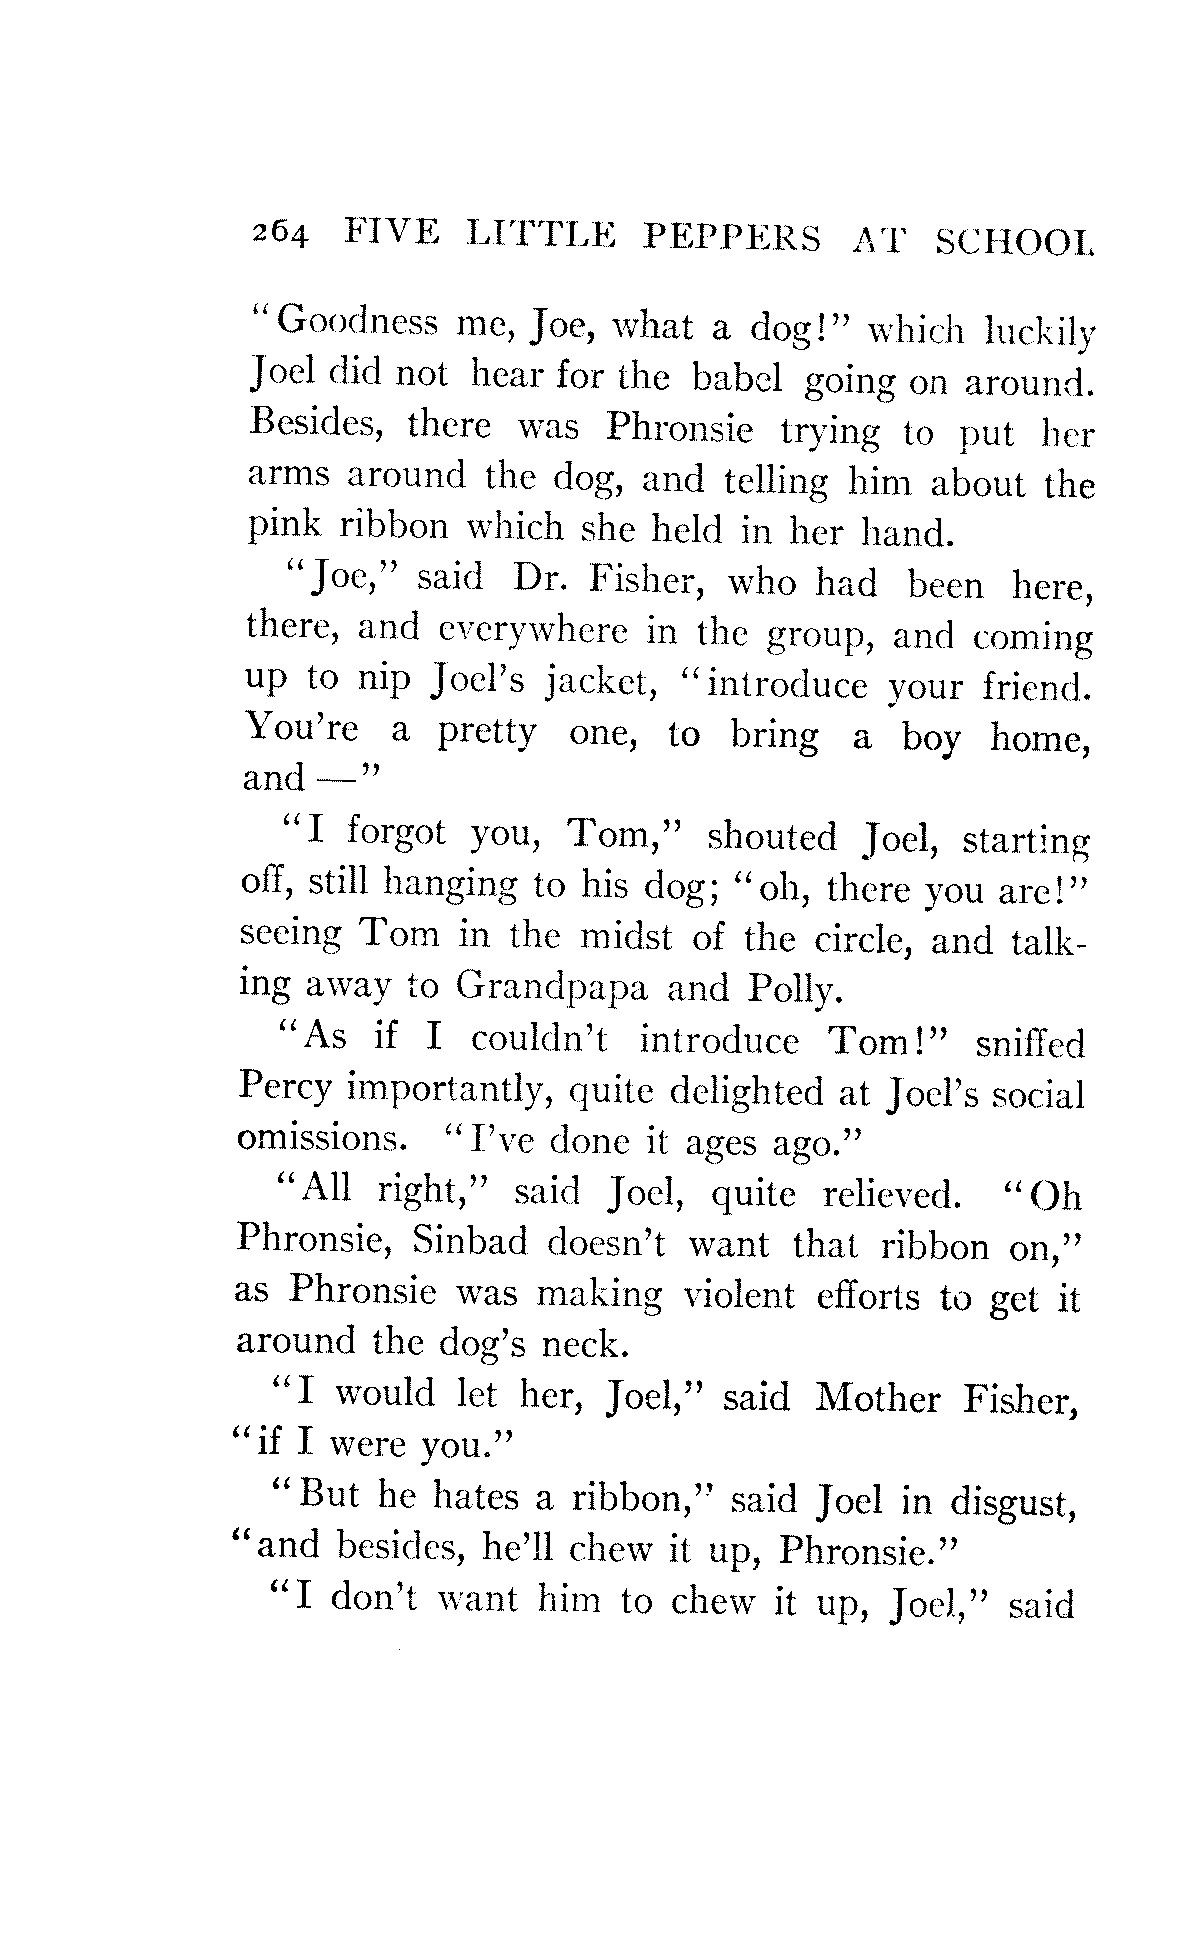 264 FIVE LITTLE PEPPERS AT SCHOOL
“Goodness me, Joe, what a dog!” which luckily
Joel did not hear for the babel going on around.
Besides, there was Phronsie trying to put her
arms around the dog, and telling him about the
pink ribbon which she held in her hand.
“Joe,” said Dr. Fisher, who had been here,
there, and everywhere in the group, and coming
up to nip Joel’s jacket, “introduce your friend.
You’re a pretty one, to bring a boy home,
and —”
“I forgot you, Tom,” shouted Joel, starting
off, still hanging to his dog; “oh, there you are!”
seeing Tom in the midst of the circle, and talk-
ing away to Grandpapa and Polly.
“As if I couldn’t introduce Tom!” sniffed
Percy importantly, quite delighted at Joel’s social
omissions. “I’ve done it ages ago.”
“All right,” said Joel, quite relieved. “Oh
Phronsie, Sinbad doesn’t want that ribbon on,”
as Phronsie was making violent efforts to get it
around the dog’s neck.
“I would let her, Joel,” said Mother Fisher,
“if I were you.”
“But he hates a ribbon,” said Joel in disgust,
“and besides, he’ll chew it up, Phronsie.”
“I don’t want him to chew it up, Joel,” said